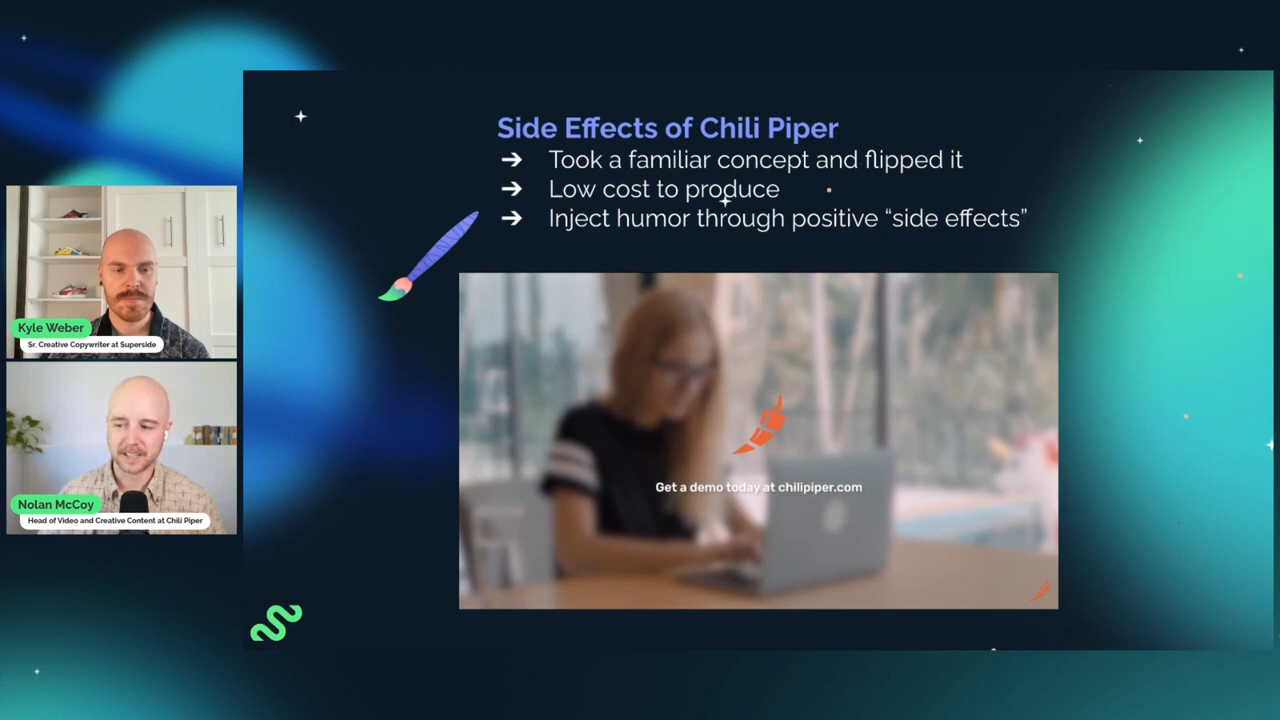 Side Effects of Chili Piper
➔ Took a familiar concept and flipped it
➔ Low cost to produce
➔ Inject humor through positive “side effects”
Kyle Weber
Sr. Creative Copywriter at Superside
Nolan McCoy
Head of Video and Creative Content at Chili Piper
Get a demo today at chilipiper.com